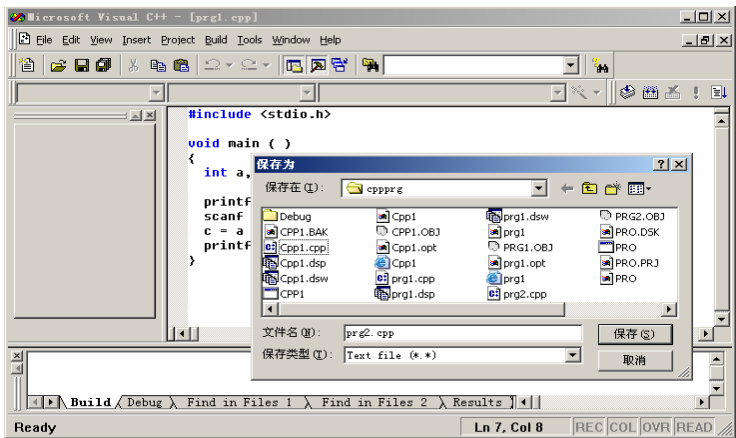 Microsoft Visual C++ - [prg1.cpp]
File Edit View Insert Project Build Tools Window Help
#include <stdio.h>
void main ( )
{
int a,
printf
scanf
c = a
printf
}
保存为
保存在(I): cppprg
Debug Cpp1 prg1.dsw PRG2.OBJ
CPP1.BAK CPP1.OBJ prg1 PRO.DSK
Cpp1.cpp Cpp1.opt PRG1.OBJ PRO
Cpp1.dsp Cpp1 prg1.opt PRO.PRJ
Cpp1.dsw prg1.cpp prg1 PRO
CPP1 prg1.dsp prg2.cpp
文件名(N): prg2.cpp 保存(S)
保存类型(T): Text file (*.*) 取消
Build Debug Find in Files 1 Find in Files 2 Results
Ready Ln 7, Col 8 REC COL OVR READ